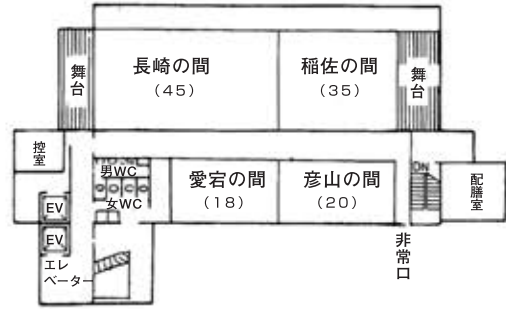 長崎の間
（45）
稲佐の間
（35）
舞台
舞台
控室
男WC
女WC
愛宕の間
（18）
彦山の間
（20）
DN
配膳室
EV
EV
エレ
ベーター
非常口